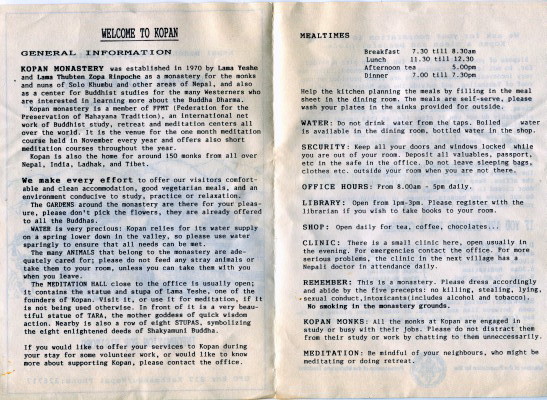 WELCOME TO KOPAN
GENERAL INFORMATION
KOPAN MONASTERY was established in 1970 by Lama Yeshe
and Lama Thubten Zopa Rinpoche as a monastery for the monks
and nuns of Solo Khumbu and other areas of Nepal, and also
as a center for Buddhist studies for the many Westerners who
are interested in learning more about the Buddha Dharma.
Kopan monastery is a member of FPMT (Federation for the
Preservation of Mahayana Tradition), an international net
work of Buddhist study, retreat and meditation centers all
over the world. It is the venue for the one month meditation
course held in November every year and offers also short
meditation courses throughout the year.
Kopan is also the home for around 150 monks from all over
Nepal, India, Ladhak, and Tibet.
We make every effort to offer our visitors comfort-
able and clean accommodation, good vegetarian meals, and an
environment conducive to study, practice or relaxation.
The GARDENS around the monastery are there for your pleas-
ure, please don't pick the flowers, they are already offered
to all the Buddhas.
WATER is very precious: Kopan relies for its water supply
on a spring lower down in the valley, so please use water
sparingly to ensure that all needs can be met.
The many ANIMALS that belong to the monastery are ade-
quately cared for; please do not feed any stray animals or
take them to your room, unless you can take them with you
when you leave.
The MEDITATION HALL close to the office is usually open;
it contains the statue and stupa of Lama Yeshe, one of the
founders of Kopan. Visit it, or use it for meditation, if it
is not being used otherwise. In front of it is a very beau-
tiful statue of TARA, the mother goddess of quick wisdom
action. Nearby is also a row of eight STUPAS, symbolizing
the eight enlightened deeds of Shakyamuni Buddha.
If you would like to offer your services to Kopan during
your stay for some volunteer work, or would like to know
more about supporting Kopan, please contact the office.
MEALTIMES
Breakfast 7.30 till 8.30am
Lunch 11.30 till 12.30
Afternoon tea 5.00pm
Dinner 7.00 till 7.30pm
Help the kitchen planning the meals by filling in the meal
sheet in the dining room. The meals are self-serve, please
wash your plates in the sinks provided for outside.
WATER: Do not drink water from the taps. Boiled water
is available in the dining room, bottled water in the shop.
SECURITY: Keep all your doors and windows locked while
you are out of your room. Deposit all valuables, passport,
etc in the safe in the office. Do not leave sleeping bags,
clothes etc. outside your room when you are not there.
OFFICE HOURS: From 8.00am - 5pm daily.
LIBRARY: Open from 1pm-3pm. Please register with the
librarian if you wish to take books to your room.
SHOP: Open daily for tea, coffee, chocolates...
CLINIC: There is a small clinic here, open usually in
the evening. For emergencies contact the office. For more
serious problems, the clinic in the next village has a
Nepali doctor in attendance daily.
REMEMBER: This is a monastery. Please dress accordingly
and abide by the five precepts: no killing, stealing, lying,
sexual conduct,intoxicants(includes alcohol and tobacco).
No smoking in the monastery grounds.
KOPAN MONKS: All the monks at Kopan are engaged in
study or busy with their jobs. Please do not distract them
from their study or work by chatting to them unneccessarily.
MEDITATION: Be mindful of your neighbours, who might be
meditating or doing retreat.